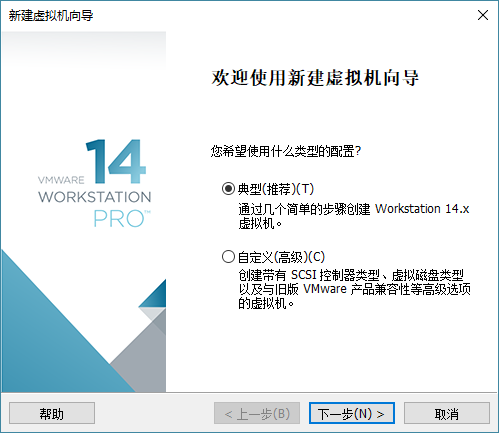 新建虚拟机向导
欢迎使用新建虚拟机向导
VMWARE 14
WORKSTATION
PRO™
您希望使用什么类型的配置?
典型(推荐)(T)
通过几个简单的步骤创建 Workstation 14.x
虚拟机。
自定义(高级)(C)
创建带有 SCSI 控制器类型、虚拟磁盘类型
以及与旧版 VMware 产品兼容性等高级选项
的虚拟机。
帮助
< 上一步(B)
下一步(N) >
取消